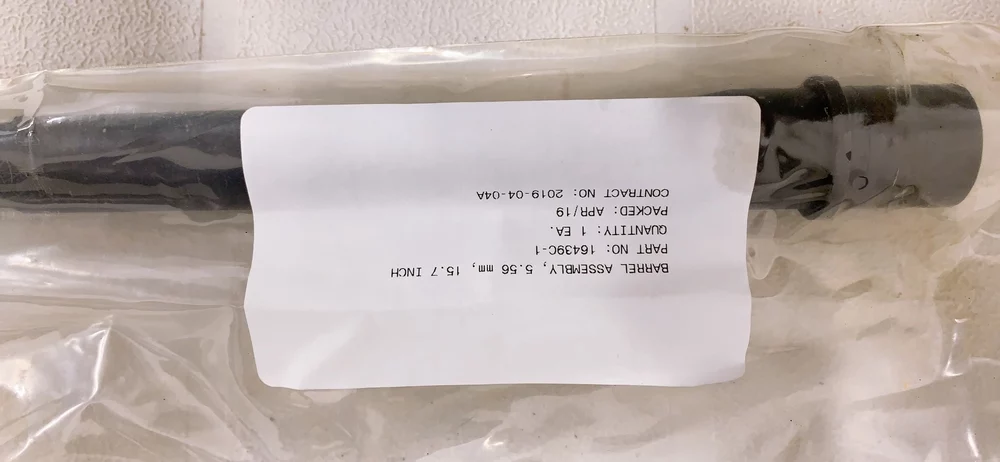 BARREL ASSEMBLY, 5.56 mm, 15.7 INCH
PART NO: 16439C-1
QUANTITY: 1 EA.
PACKED: APR/19
CONTRACT NO: 2019-04-04A